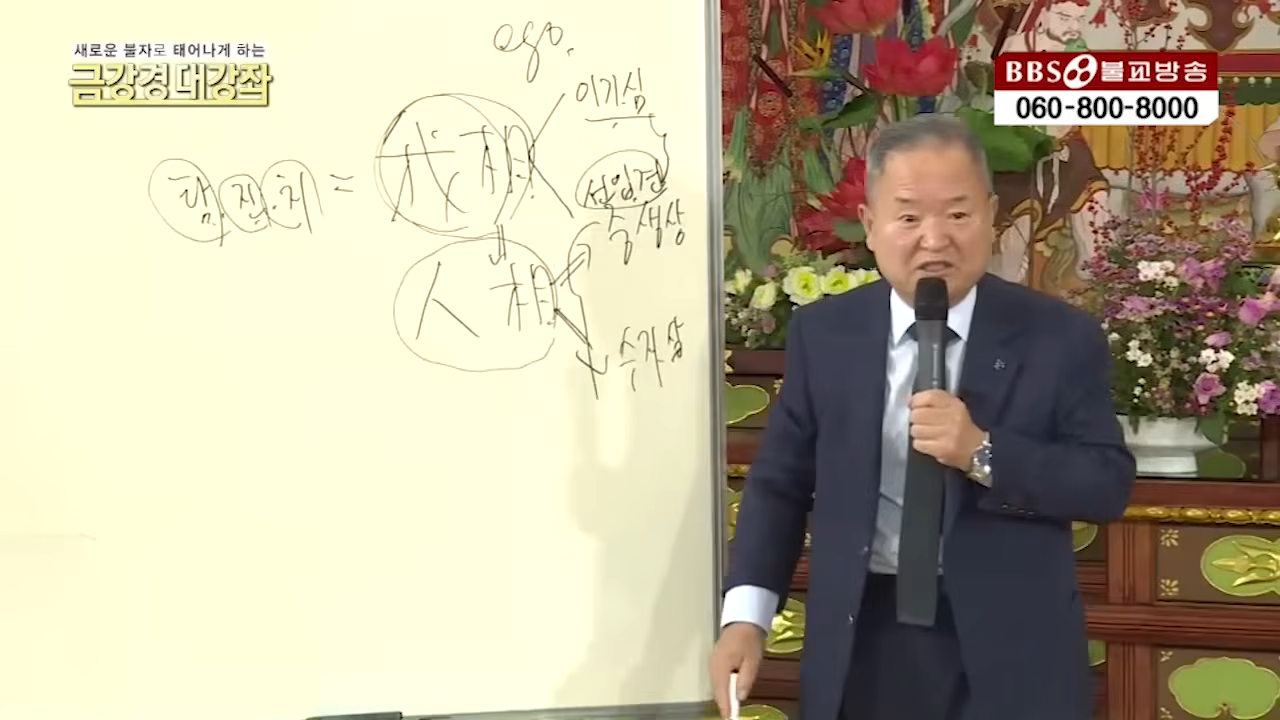 새로운 불자로 태어나게 하는
금강경 대강좌
BBS 불교방송
060-800-8000
ego.
이기심
탐.진.치 = 我相
선입견
중생상
人相
수자상